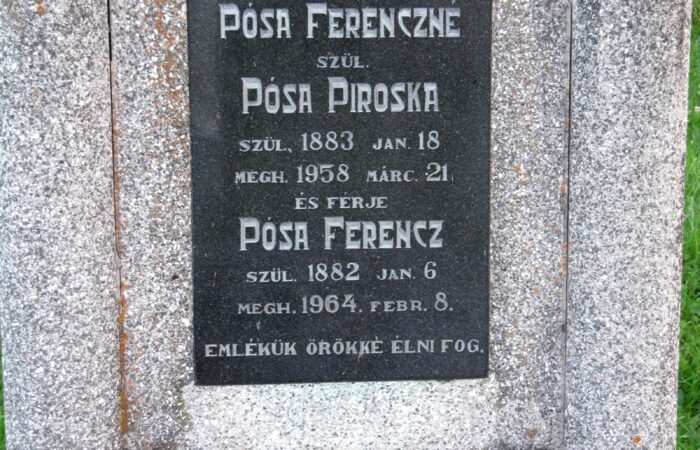 PÓSA FERENCZNÉ
SZÜL.
PÓSA PIROSKA
SZÜL, 1883 JAN. 18
MEGH. 1958 MÁRC. 21
ÉS FÉRJE
PÓSA FERENCZ
SZÜL. 1882 JAN. 6
MEGH. 1964. FEBR. 8.
EMLÉKÜK ÖRÖKKÉ ÉLNI FOG.